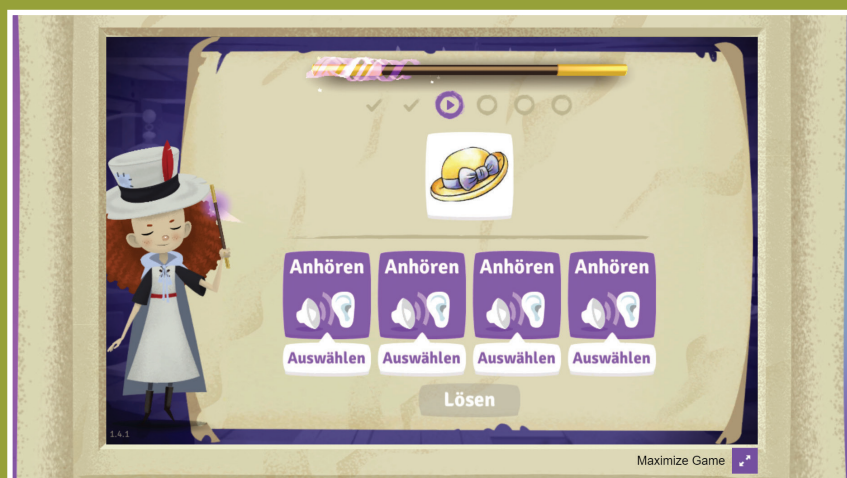 Anhören Anhören Anhören Anhören
Auswählen Auswählen Auswählen Auswählen
Lösen
1.4.1
Maximize Game